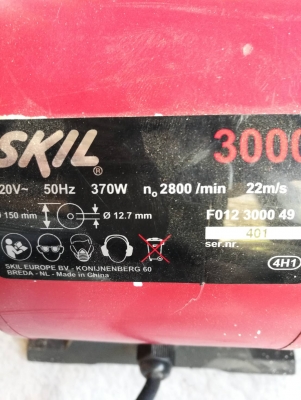 SKIL® 3000
20V~ 50Hz 370W n₀ 2800 /min 22m/s
150 mm Ø 12.7 mm F012 3000 49
401
ser.nr.
SKIL EUROPE BV - KONIJNENBERG 60
BREDA - NL - Made in China
4H1